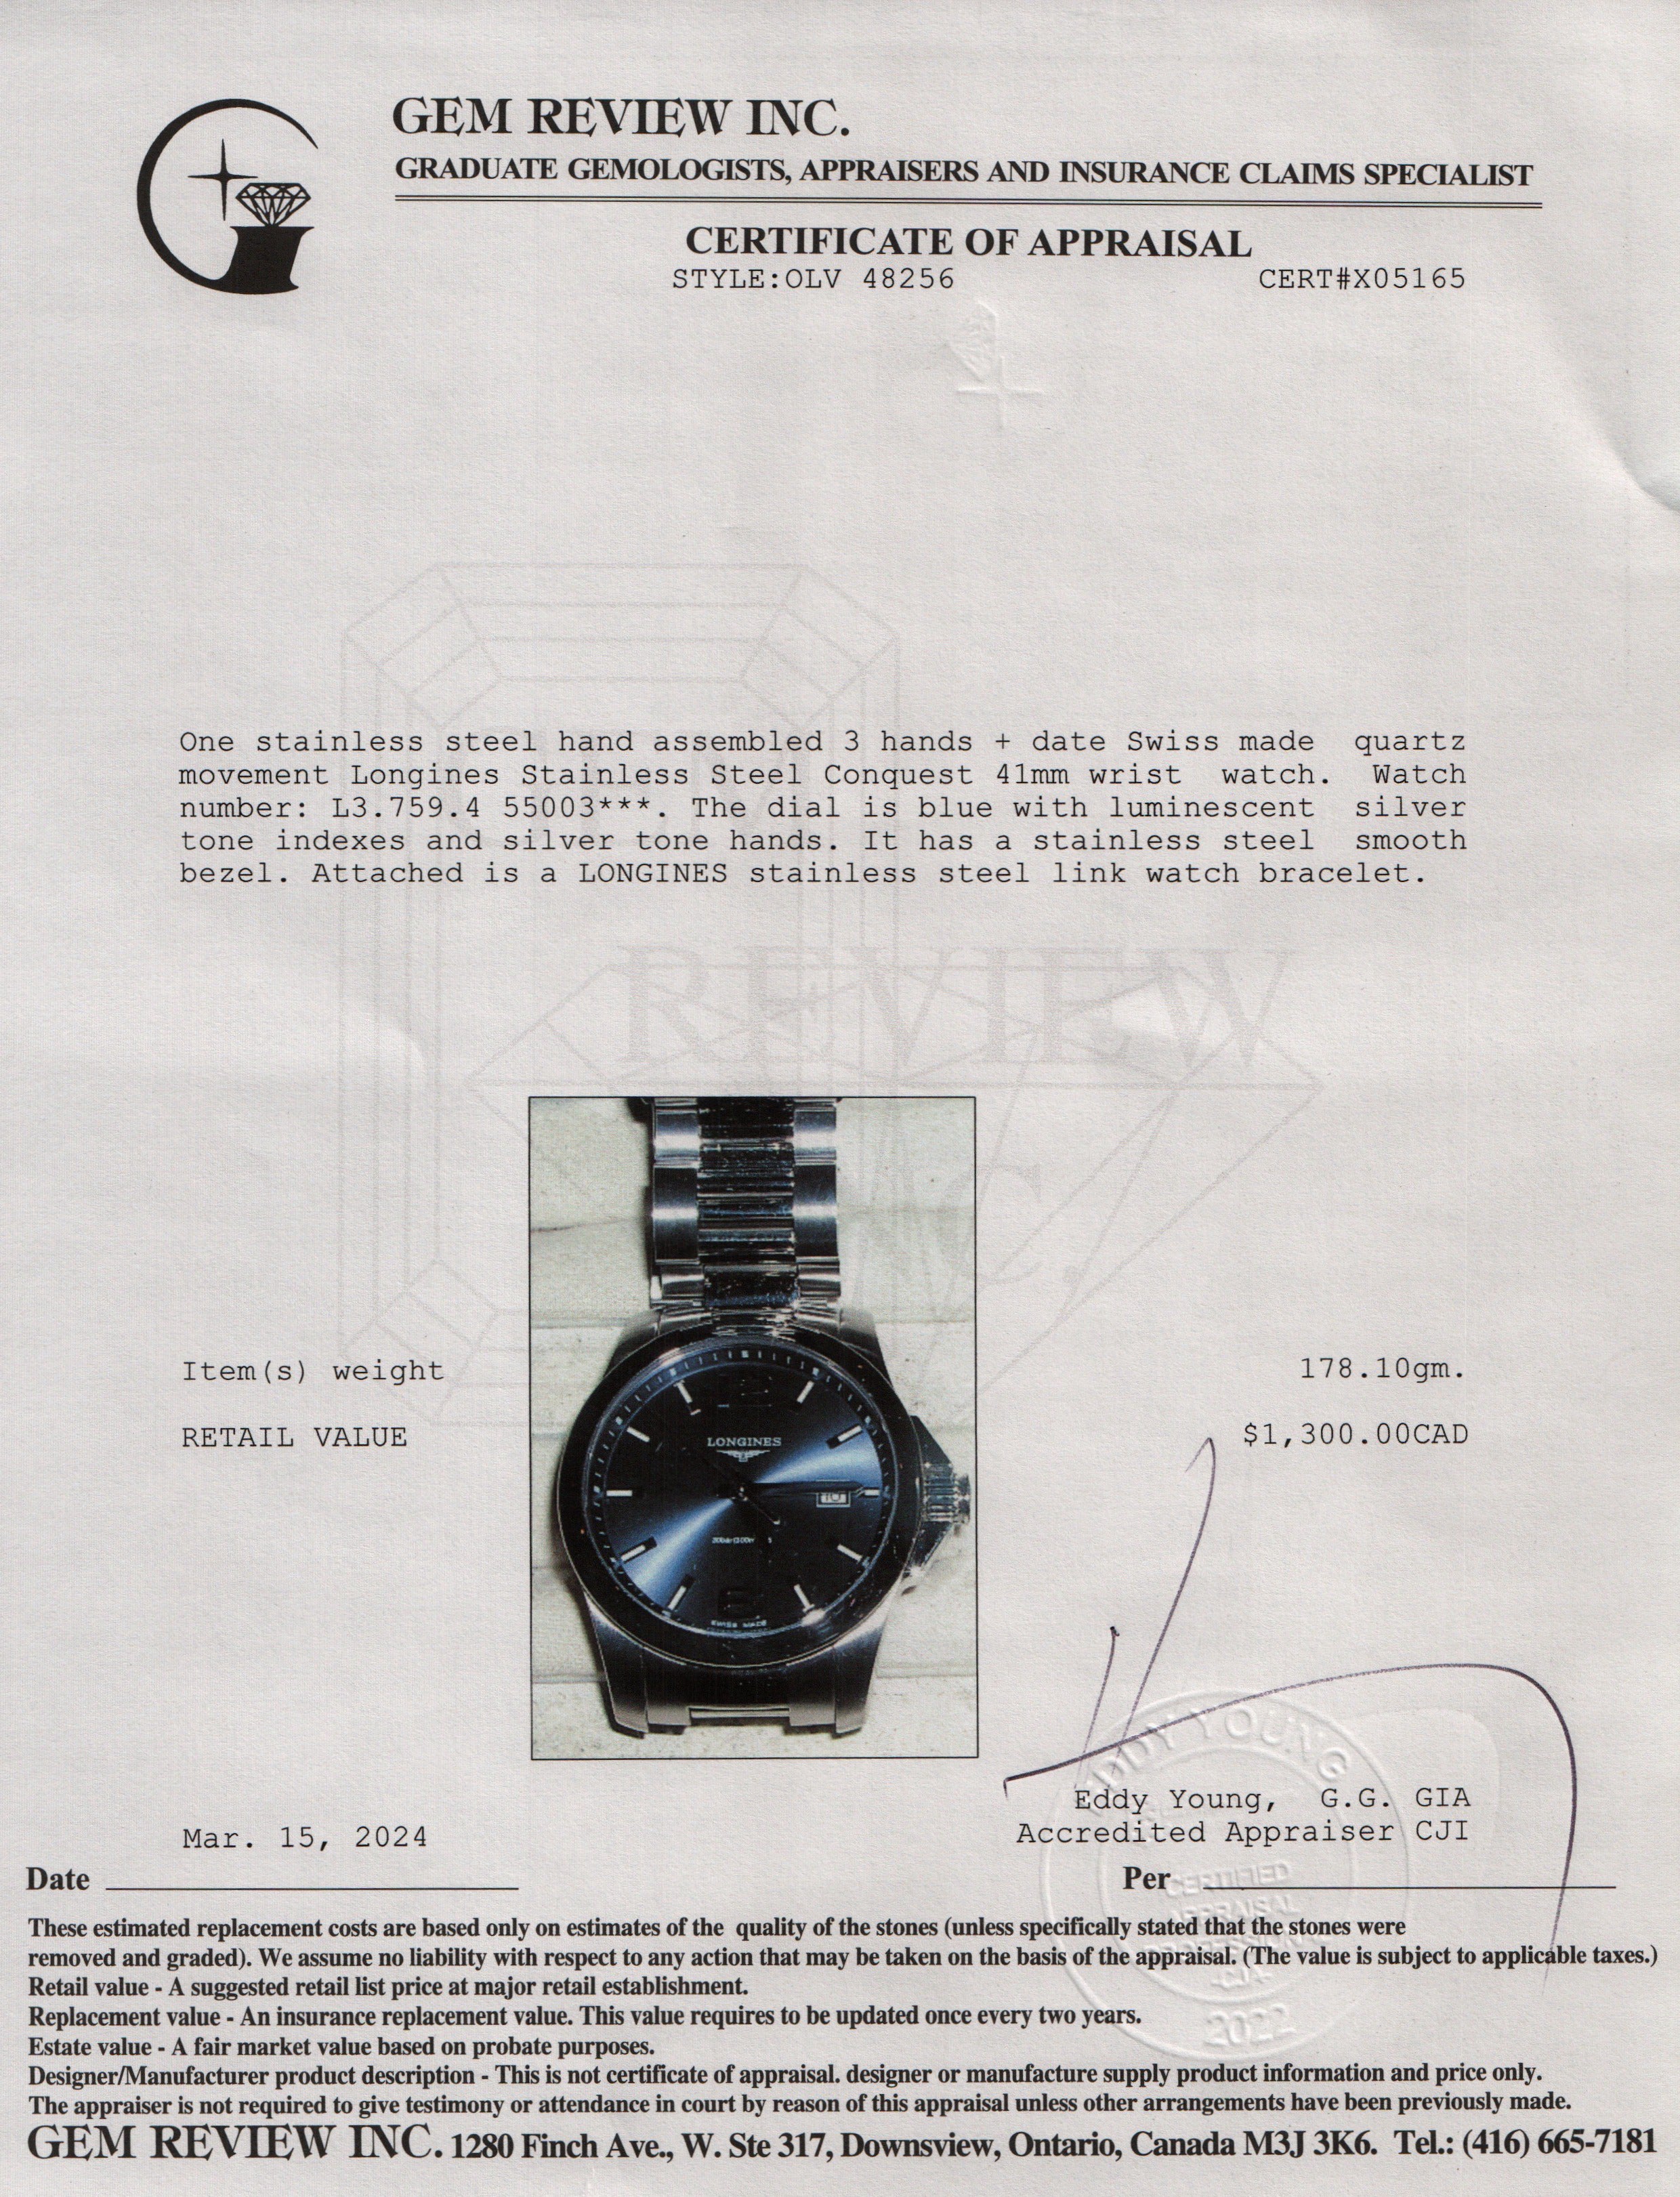 GEM REVIEW INC.
GRADUATE GEMOLOGISTS, APPRAISERS AND INSURANCE CLAIMS SPECIALIST
CERTIFICATE OF APPRAISAL
STYLE:OLV 48256 CERT#X05165
One stainless steel hand assembled 3 hands + date Swiss made quartz
movement Longines Stainless Steel Conquest 41mm wrist watch. Watch
number: L3.759.4 55003***. The dial is blue with luminescent silver
tone indexes and silver tone hands. It has a stainless steel smooth
bezel. Attached is a LONGINES stainless steel link watch bracelet.
REVIEW
C.
LONGINES
SWISS MADE
Item(s) weight 178.10gm.
RETAIL VALUE $1,300.00CAD
EDDY YOUNG
Eddy Young, G.G. GIA
Accredited Appraiser CJI
Mar. 15, 2024
Date
Per
CERTIFIED
APPRAISAL
PROFESSIONAL
2022
These estimated replacement costs are based only on estimates of the quality of the stones (unless specifically stated that the stones were
removed and graded). We assume no liability with respect to any action that may be taken on the basis of the appraisal. (The value is subject to applicable taxes.)
Retail value - A suggested retail list price at major retail establishment.
Replacement value - An insurance replacement value. This value requires to be updated once every two years.
Estate value - A fair market value based on probate purposes.
Designer/Manufacturer product description - This is not certificate of appraisal. designer or manufacture supply product information and price only.
The appraiser is not required to give testimony or attendance in court by reason of this appraisal unless other arrangements have been previously made.
GEM REVIEW INC. 1280 Finch Ave., W. Ste 317, Downsview, Ontario, Canada M3J 3K6. Tel.: (416) 665-7181